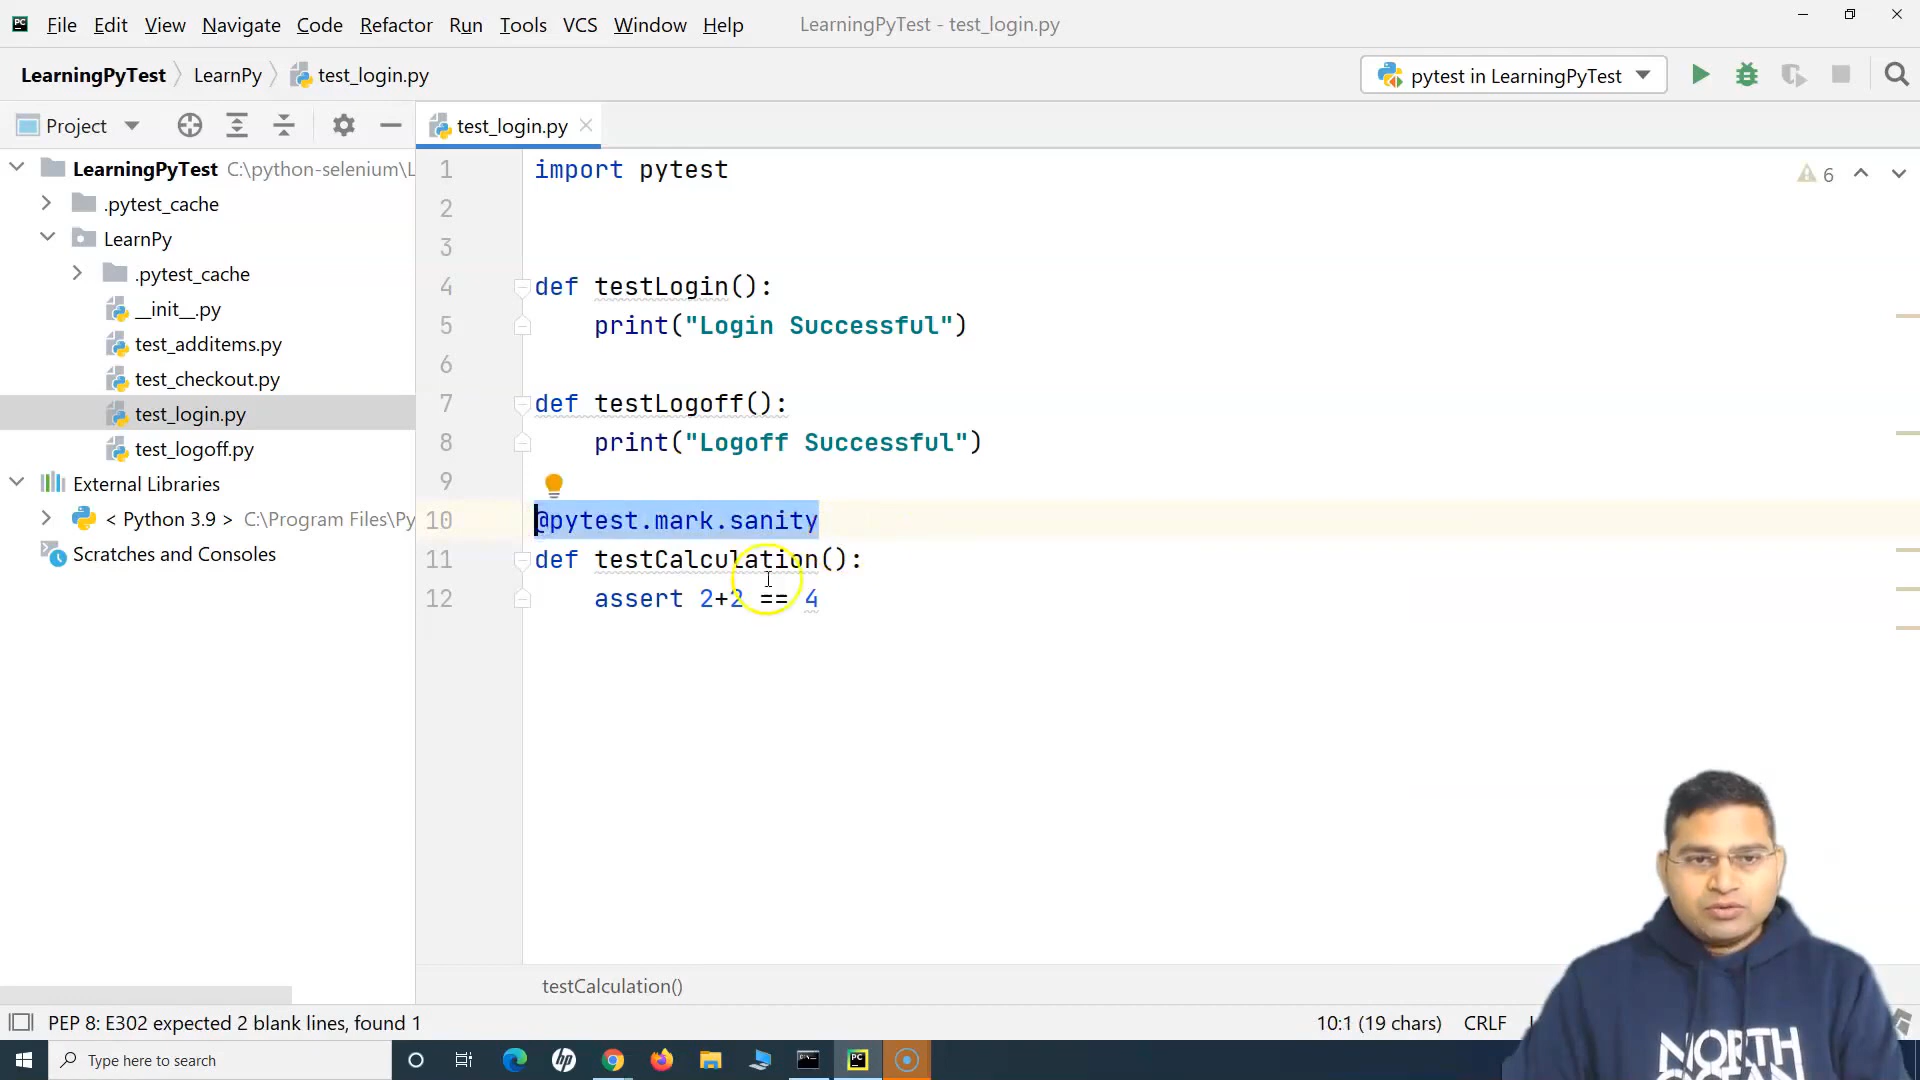 File Edit View Navigate Code Refactor Run Tools VCS Window Help LearningPyTest - test_login.py
LearningPyTest LearnPy test_login.py pytest in LearningPyTest
Project test_login.py
LearningPyTest C:\python-selenium\L
.pytest_cache
LearnPy
.pytest_cache
__init__.py
test_additems.py
test_checkout.py
test_login.py
test_logoff.py
External Libraries
< Python 3.9 > C:\Program Files\Py
Scratches and Consoles
6
1 import pytest
2
3
4 def testLogin():
5 print("Login Successful")
6
7 def testLogoff():
8 print("Logoff Successful")
9
10 @pytest.mark.sanity
11 def testCalculation():
12 assert 2+2 == 4
testCalculation()
PEP 8: E302 expected 2 blank lines, found 1 10:1 (19 chars) CRLF
Type here to search
NORTH